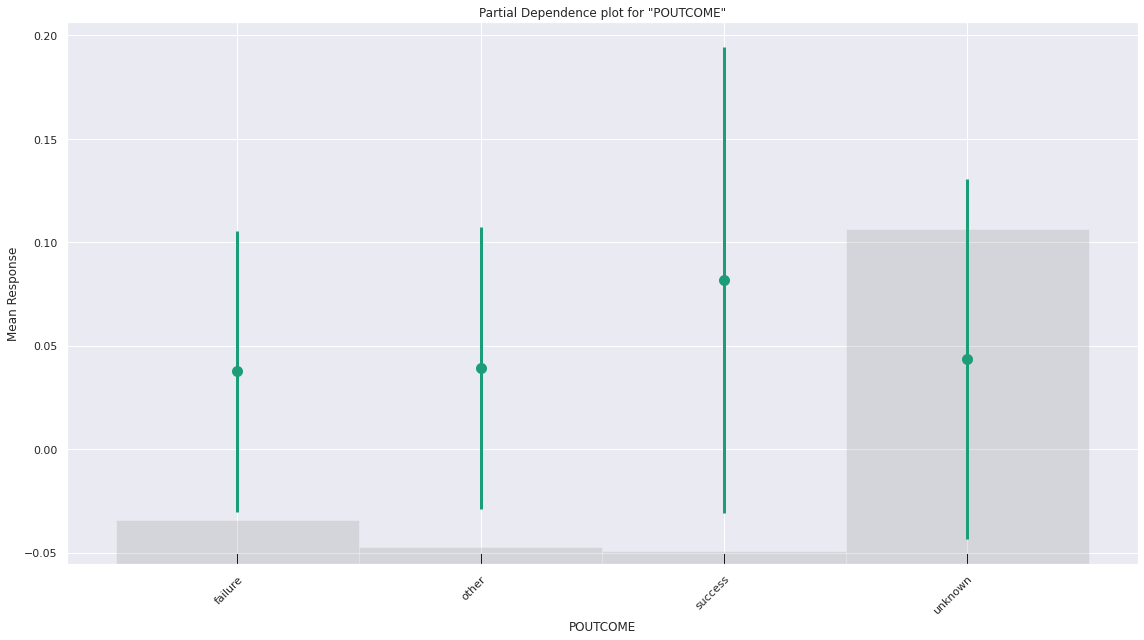 Partial Dependence plot for "POUTCOME"
0.20
0.15
0.10
0.05
0.00
−0.05
Mean Response
failure
other
success
unknown
POUTCOME